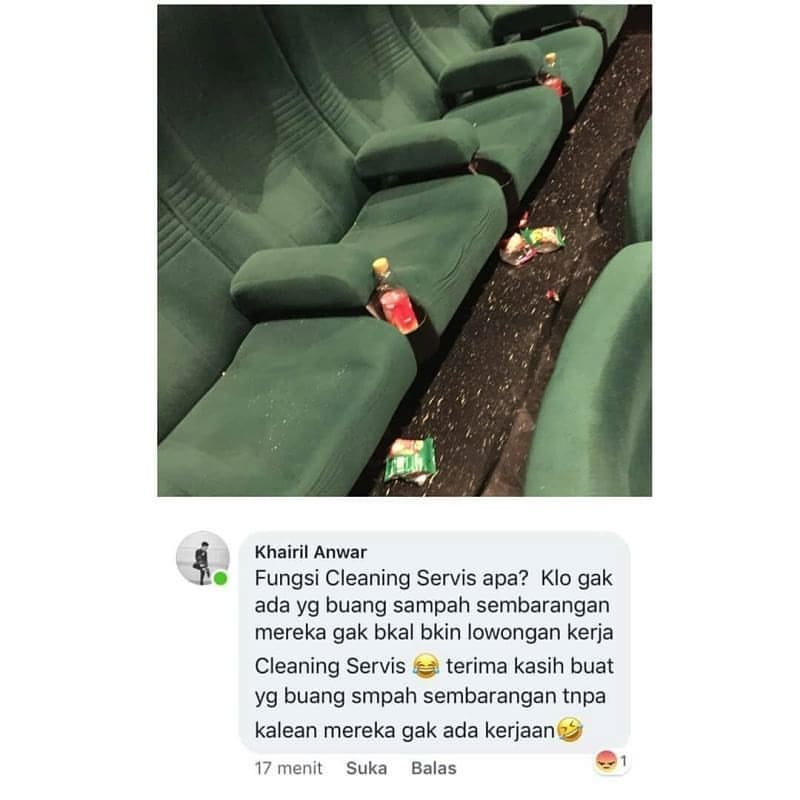 Khairil Anwar
Fungsi Cleaning Servis apa? Klo gak
ada yg buang sampah sembarangan
mereka gak bkal bkin lowongan kerja
Cleaning Servis 😂 terima kasih buat
yg buang smpah sembarangan tnpa
kalean mereka gak ada kerjaan🤣
17 menit Suka Balas
😡 1